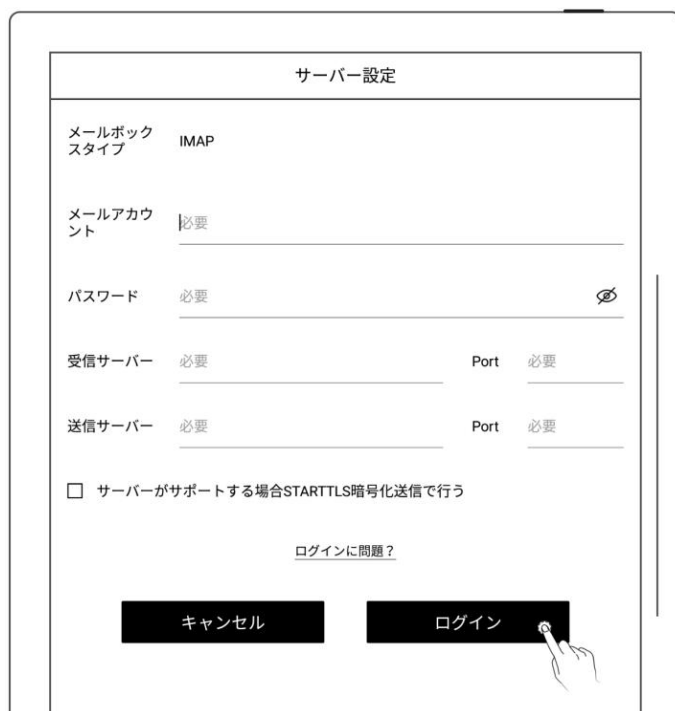 サーバー設定
メールボック
スタイプ
IMAP
メールアカウ
ント
必要
パスワード 必要
受信サーバー 必要 Port 必要
送信サーバー 必要 Port 必要
サーバーがサポートする場合STARTTLS暗号化送信で行う
ログインに問題？
キャンセル ログイン